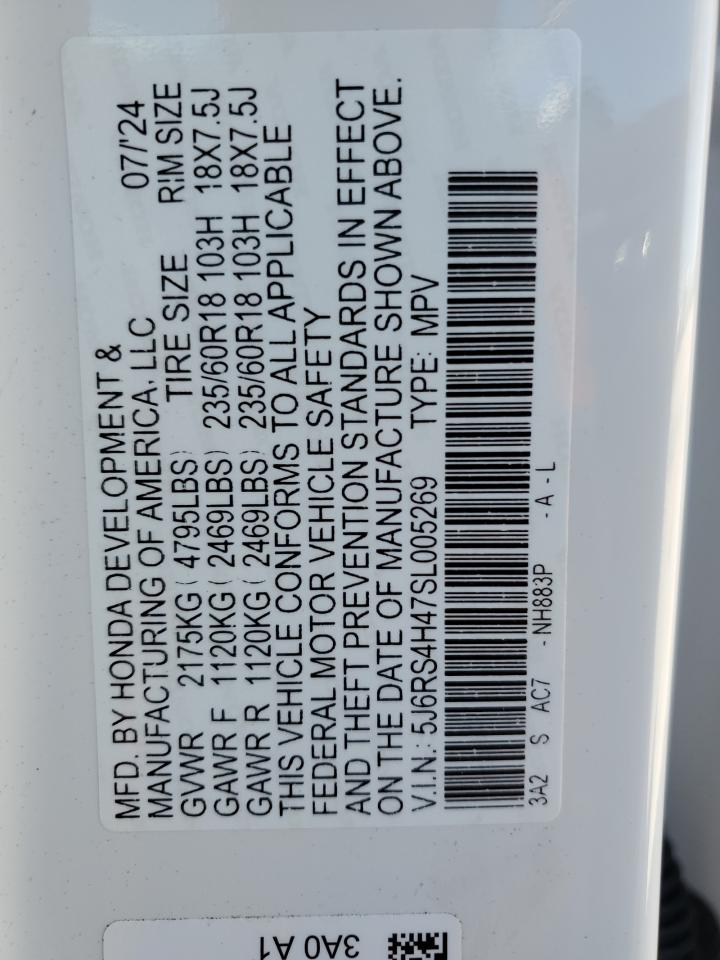 MFD. BY HONDA DEVELOPMENT & 07/'24
MANUFACTURING OF AMERICA, LLC RIM SIZE
GVWR 2175KG ( 4795LBS) TIRE SIZE
GAWR F 1120KG ( 2469LBS) 235/60R18 103H 18X7.5J
GAWR R 1120KG ( 2469LBS) 235/60R18 103H 18X7.5J
THIS VEHICLE CONFORMS TO ALL APPLICABLE
FEDERAL MOTOR VEHICLE SAFETY
AND THEFT PREVENTION STANDARDS IN EFFECT
ON THE DATE OF MANUFACTURE SHOWN ABOVE.
V.I.N.: 5J6RS4H47SL005269 TYPE: MPV
3A2 S AC7 -NH883P -A-L
3A0 A1